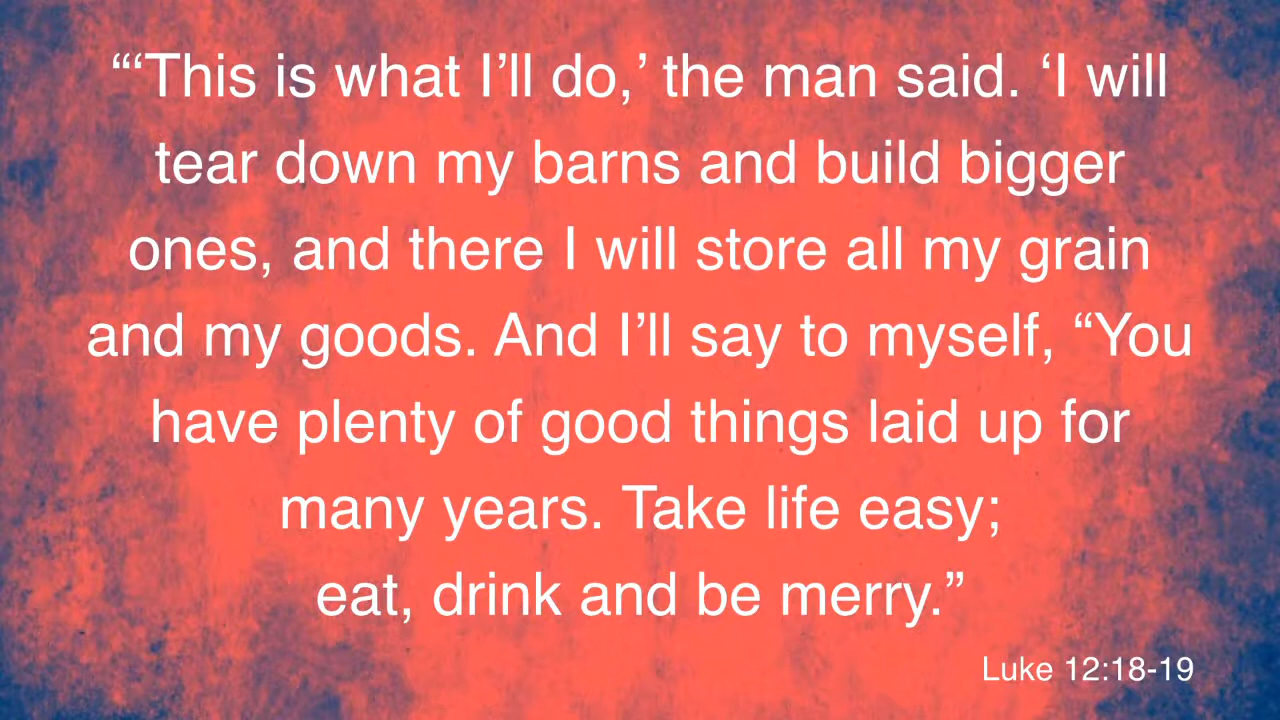 “‘This is what I’ll do,’ the man said. ‘I will
tear down my barns and build bigger
ones, and there I will store all my grain
and my goods. And I’ll say to myself, “You
have plenty of good things laid up for
many years. Take life easy;
eat, drink and be merry.”
Luke 12:18-19